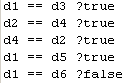 d1 == d3 ?true
d2 == d4 ?true
d4 == d2 ?true
d1 == d5 ?true
d1 == d6 ?false